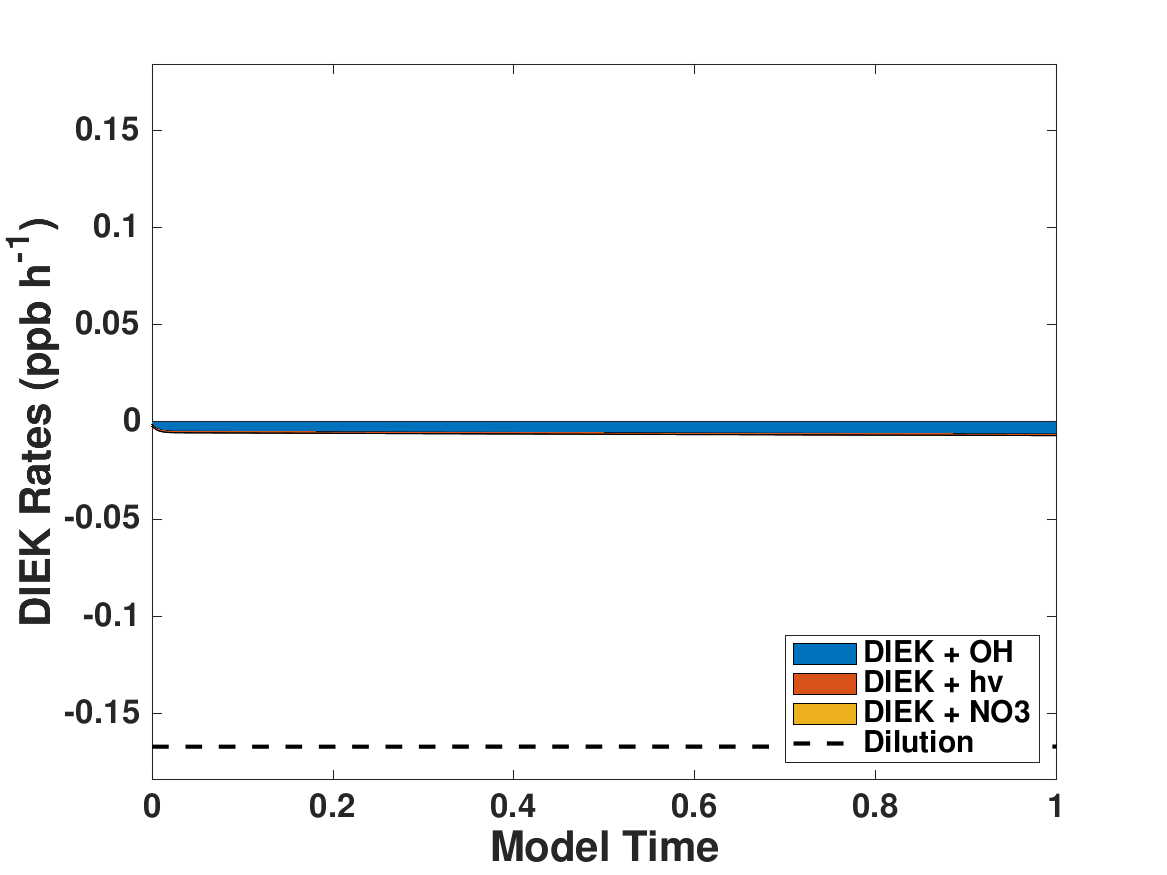 0.15
0.1
0.05
0
-0.05
-0.1
-0.15
DIEK Rates (ppb h-1)
DIEK + OH
DIEK + hv
DIEK + NO3
Dilution
0 0.2 0.4 0.6 0.8 1
Model Time